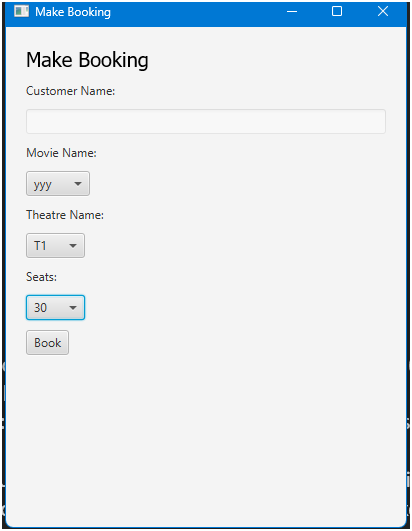 Make Booking
Make Booking
Customer Name:
Movie Name:
yyy
Theatre Name:
T1
Seats:
30
Book